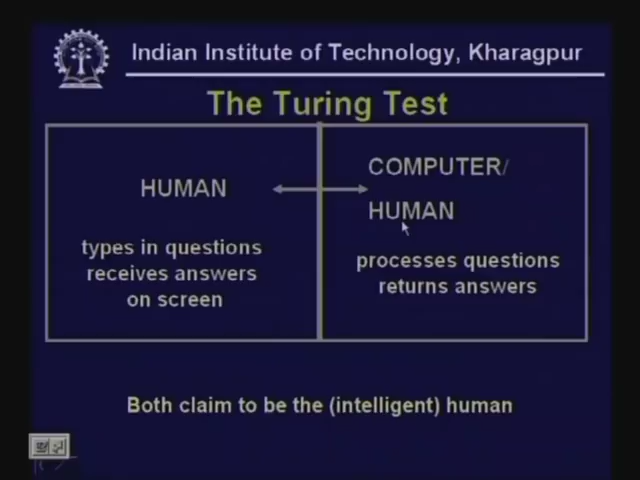 Indian Institute of Technology, Kharagpur
The Turing Test
HUMAN
types in questions
receives answers
on screen
COMPUTER/
HUMAN
processes questions
returns answers
Both claim to be the (intelligent) human